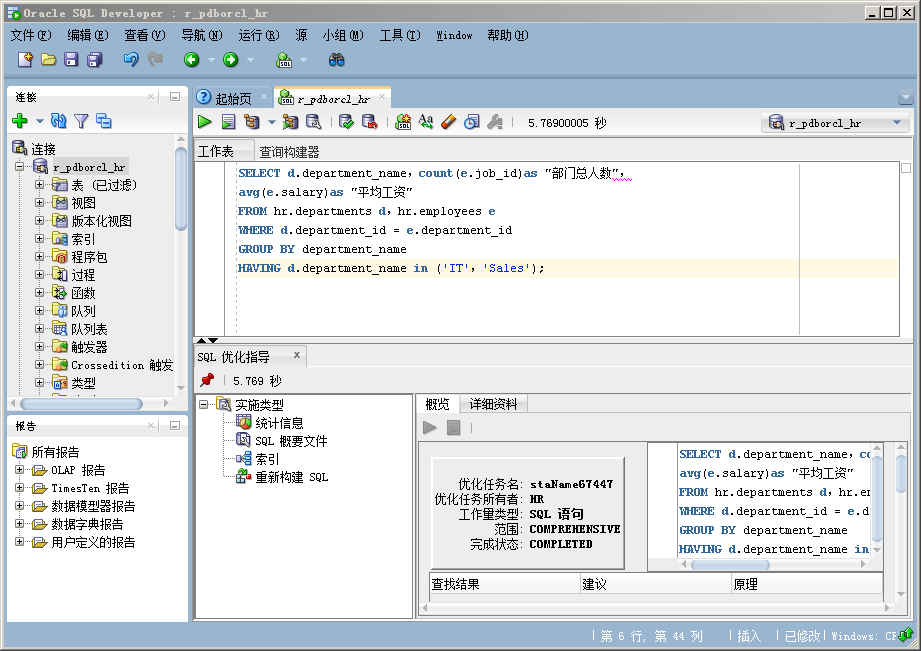 Oracle SQL Developer : r_pdborcl_hr
文件(F) 编辑(E) 查看(V) 导航(N) 运行(R) 源 小组(M) 工具(T) Window 帮助(H)
连接
连接
r_pdborcl_hr
表 (已过滤)
视图
版本化视图
索引
程序包
过程
函数
队列
队列表
触发器
Crossedition 触发
类型
报告
所有报告
OLAP 报告
TimesTen 报告
数据模型器报告
数据字典报告
用户定义的报告
起始页 r_pdborcl_hr
5.76900005 秒 r_pdborcl_hr
工作表 查询构建器
SELECT d.department_name，count(e.job_id)as "部门总人数"，
avg(e.salary)as "平均工资"
FROM hr.departments d，hr.employees e
WHERE d.department_id = e.department_id
GROUP BY department_name
HAVING d.department_name in ('IT'，'Sales');
SQL 优化指导
5.769 秒
实施类型
统计信息
SQL 概要文件
索引
重新构建 SQL
概览 详细资料
优化任务名: staName67447
优化任务所有者: HR
工作量类型: SQL 语句
范围: COMPREHENSIVE
完成状态: COMPLETED
SELECT d.department_name，co
avg(e.salary)as "平均工资"
FROM hr.departments d，hr.em
WHERE d.department_id = e.d
GROUP BY department_name
HAVING d.department_name in
查找结果 建议 原理
第 6 行, 第 44 列 插入 已修改 Windows: CR